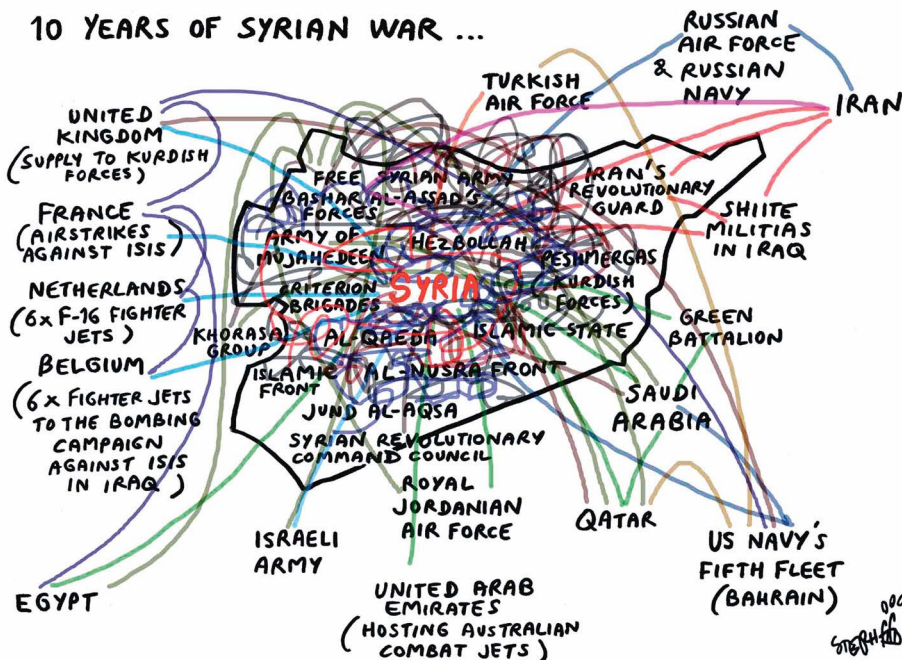 10 YEARS OF SYRIAN WAR ...
RUSSIAN
AIR FORCE
& RUSSIAN
NAVY
TURKISH
AIR FORCE
IRAN
UNITED
KINGDOM
(SUPPLY TO KURDISH
FORCES)
FRANCE
(AIRSTRIKES
AGAINST ISIS)
NETHERLANDS
(6x F-16 FIGHTER
JETS)
BELGIUM
(6x FIGHTER JETS
TO THE BOMBING
CAMPAIGN
AGAINST ISIS
IN IRAQ)
FREE SYRIAN ARMY
BASHAR AL-ASSAD'S
FORCES
ARMY OF
MUJAHEDEEN
HEZBOLLAH
IRAN'S
REVOLUTIONARY
GUARD
SHIITE
MILITIAS
IN IRAQ
PESHMERGAS
(KURDISH
FORCES)
SYRIA
CRITERION
BRIGADES
KHORASA
GROUP
AL-QAEDA
ISLAMIC STATE
GREEN
BATTALION
ISLAMIC
FRONT
AL-NUSRA FRONT
JUND AL-AQSA
SYRIAN REVOLUTIONARY
COMMAND COUNCIL
SAUDI
ARABIA
ROYAL
JORDANIAN
AIR FORCE
ISRAELI
ARMY
QATAR
US NAVY'S
FIFTH FLEET
(BAHRAIN)
EGYPT
UNITED ARAB
EMIRATES
(HOSTING AUSTRALIAN
COMBAT JETS)